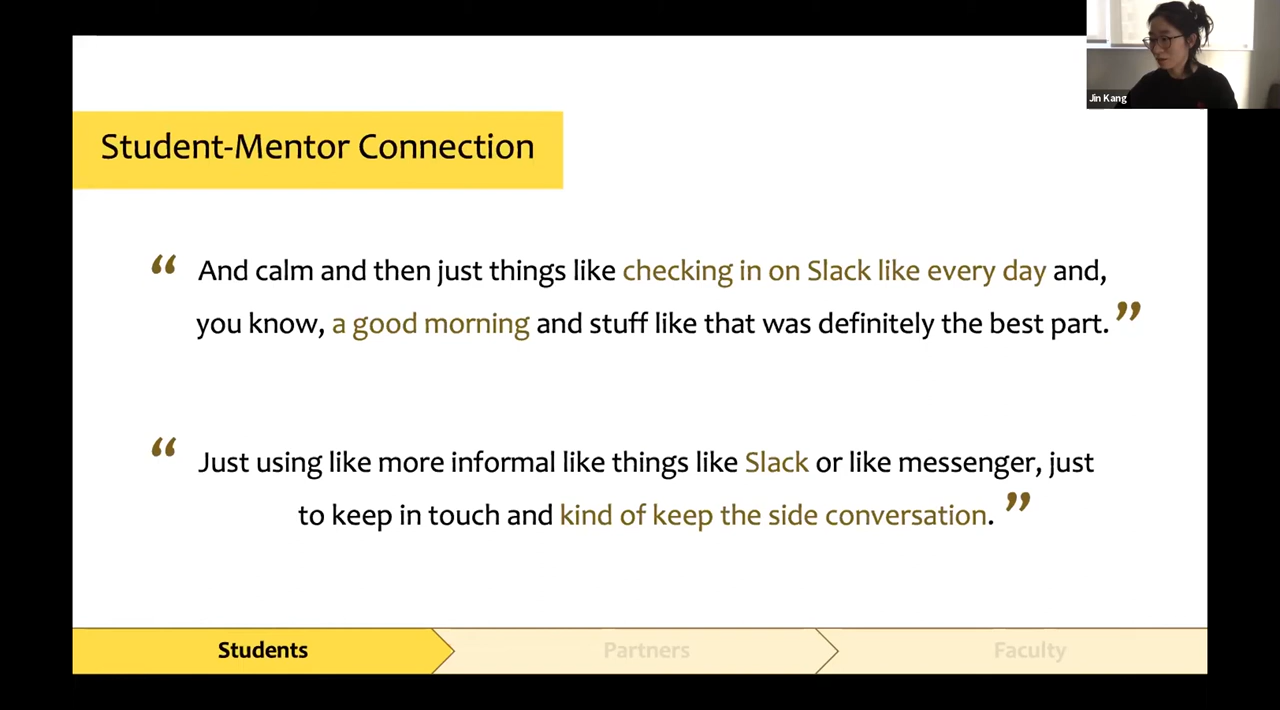 Jin Kang
Student-Mentor Connection
“ And calm and then just things like checking in on Slack like every day and,
you know, a good morning and stuff like that was definitely the best part. ”
“ Just using like more informal like things like Slack or like messenger, just
to keep in touch and kind of keep the side conversation. ”
Students
Partners
Faculty